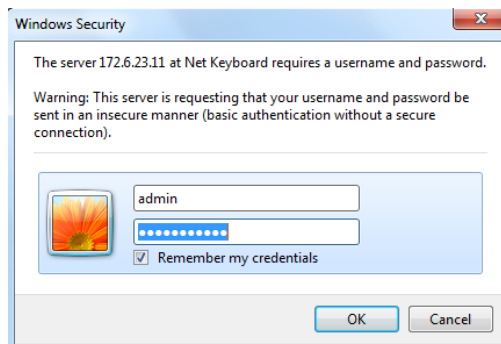 Windows Security
The server 172.6.23.11 at Net Keyboard requires a username and password.
Warning: This server is requesting that your username and password be
sent in an insecure manner (basic authentication without a secure
connection).
admin
•••••••••••
Remember my credentials
OK Cancel